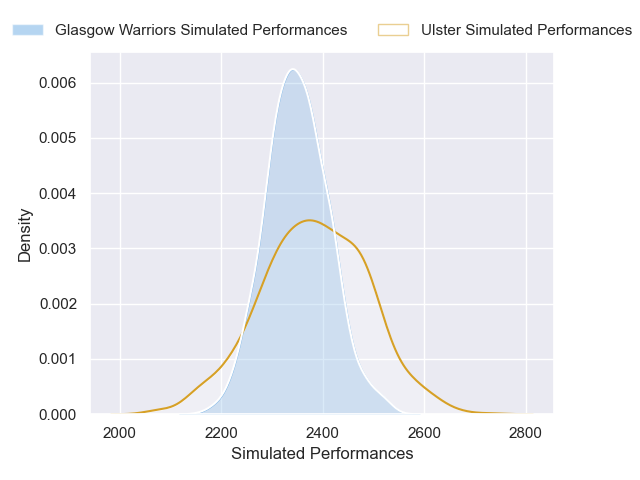 Glasgow Warriors Simulated Performances Ulster Simulated Performances
0.006
0.005
0.004
0.003
0.002
0.001
0.000
Density
2000 2200 2400 2600 2800
Simulated Performances